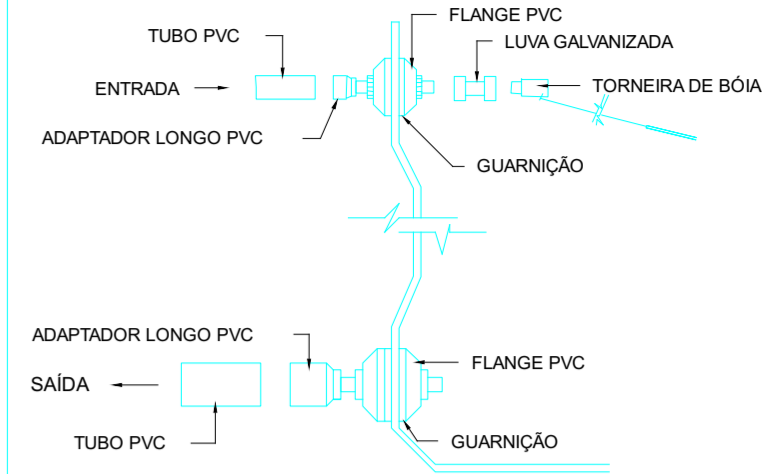 FLANGE PVC
TUBO PVC
LUVA GALVANIZADA
ENTRADA
TORNEIRA DE BÓIA
ADAPTADOR LONGO PVC
GUARNIÇÃO
ADAPTADOR LONGO PVC
FLANGE PVC
SAÍDA
TUBO PVC
GUARNIÇÃO